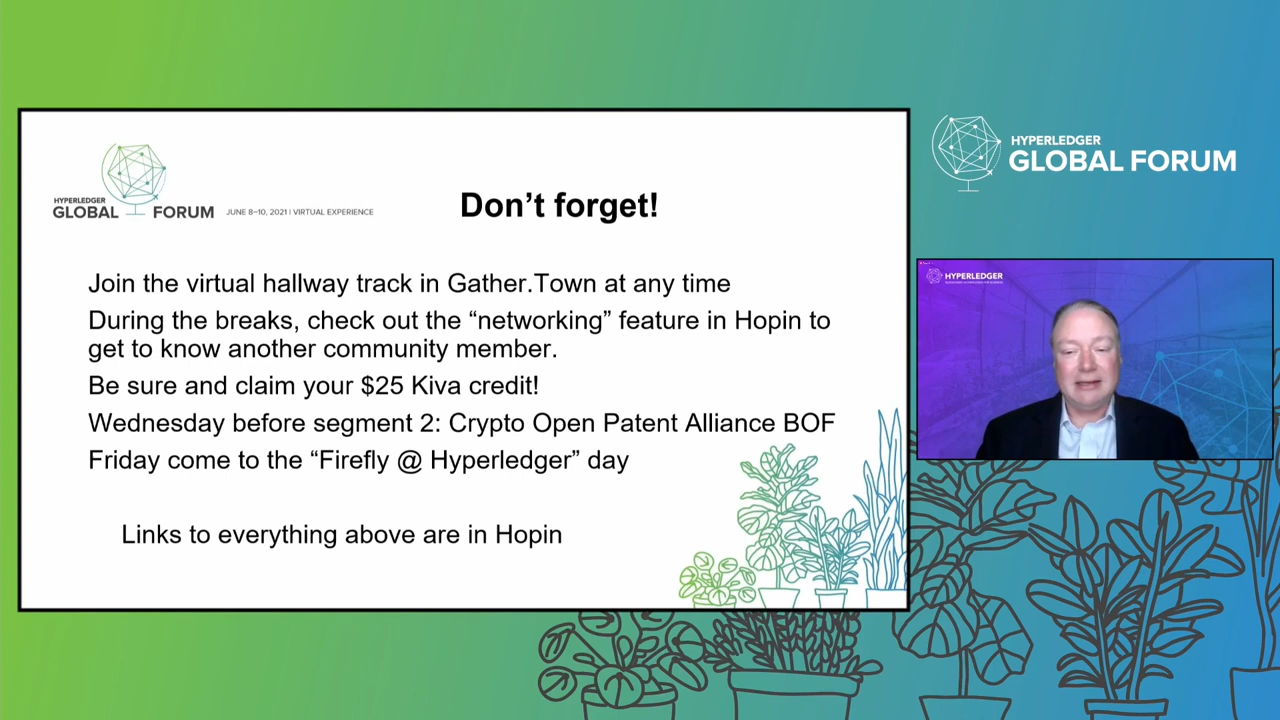 HYPERLEDGER
GLOBAL FORUM
JUNE 8–10, 2021 | VIRTUAL EXPERIENCE
Don’t forget!
Join the virtual hallway track in Gather.Town at any time
During the breaks, check out the “networking” feature in Hopin to
get to know another community member.
Be sure and claim your $25 Kiva credit!
Wednesday before segment 2: Crypto Open Patent Alliance BOF
Friday come to the “Firefly @ Hyperledger” day
Links to everything above are in Hopin
HYPERLEDGER
GLOBAL FORUM
HYPERLEDGER